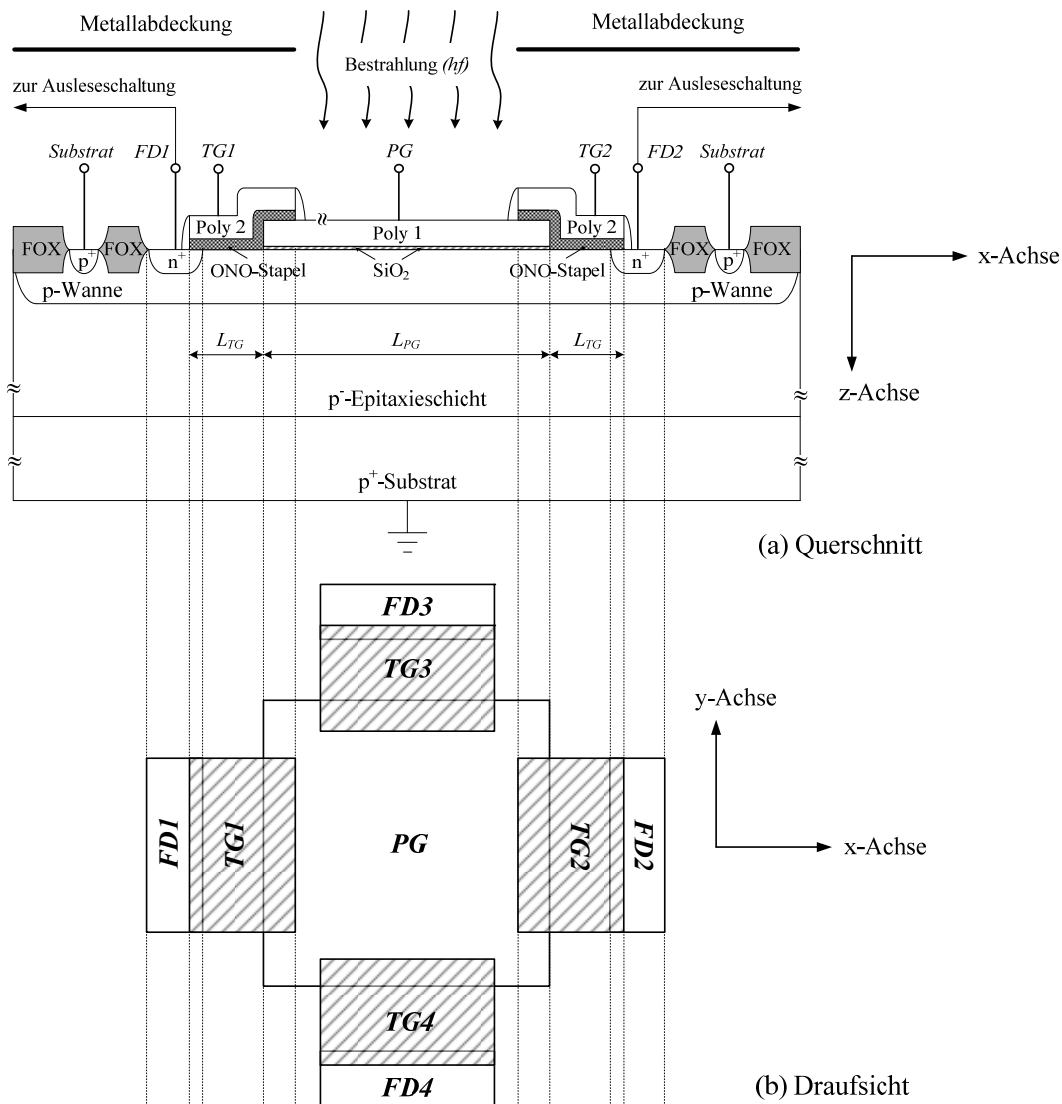 Metallabdeckung
Metallabdeckung
Bestrahlung (hf)
zur Ausleseschaltung
zur Ausleseschaltung
Substrat
FD1
TG1
PG
TG2
FD2
Substrat
Poly 2
Poly 1
Poly 2
FOX
p+
FOX
n+
ONO-Stapel
SiO2
ONO-Stapel
n+
FOX
p+
FOX
p-Wanne
p-Wanne
x-Achse
z-Achse
LTG
LPG
LTG
p--Epitaxieschicht
p+-Substrat
(a) Querschnitt
FD3
TG3
FD1
TG1
PG
TG2
FD2
TG4
FD4
y-Achse
x-Achse
(b) Draufsicht